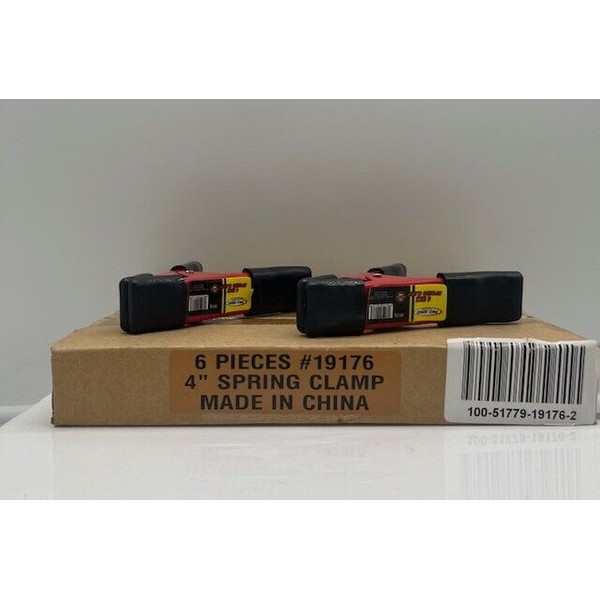 6 PIECES #19176
4" SPRING CLAMP
MADE IN CHINA
100-51779-19176-2